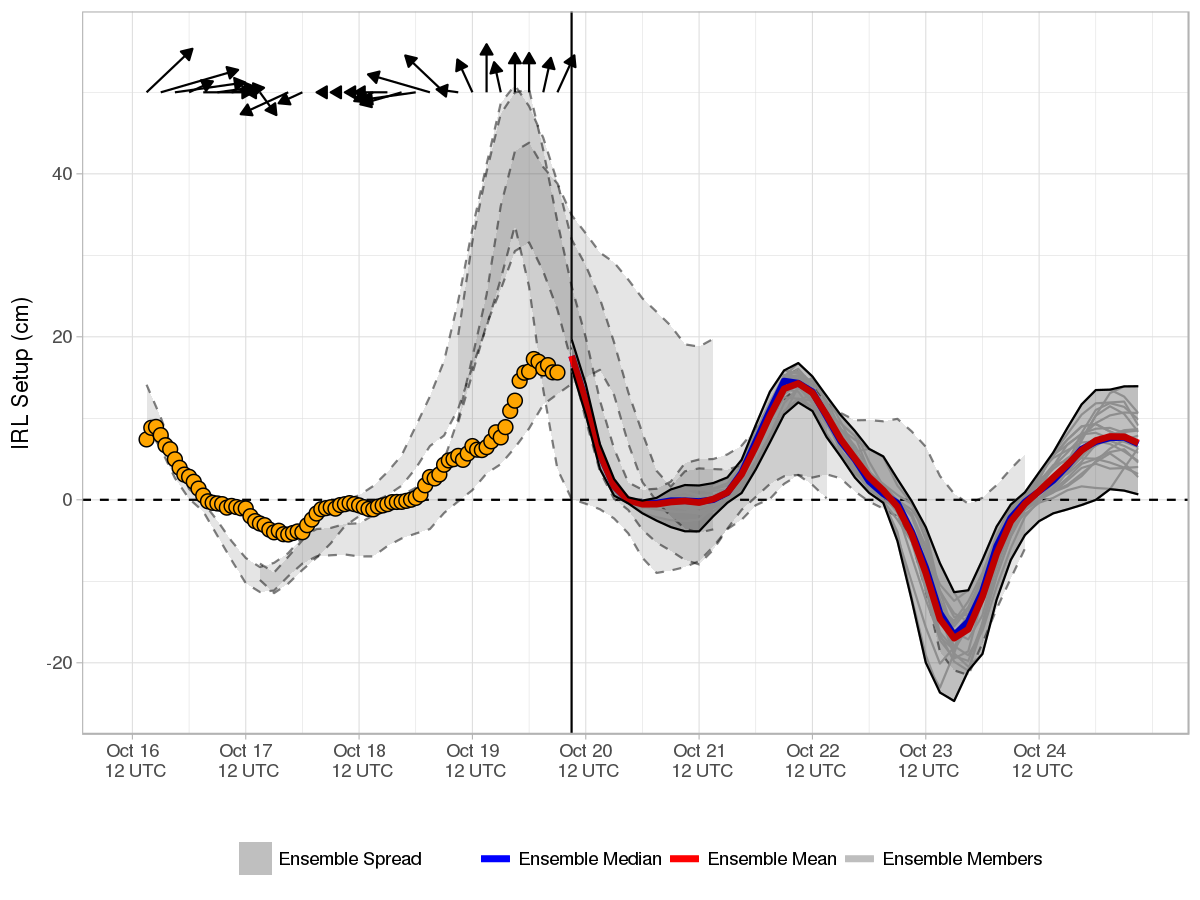 IRL Setup (cm)
40
20
0
-20
Oct 16 Oct 17 Oct 18 Oct 19 Oct 20 Oct 21 Oct 22 Oct 23 Oct 24
12 UTC 12 UTC 12 UTC 12 UTC 12 UTC 12 UTC 12 UTC 12 UTC 12 UTC
Ensemble Spread Ensemble Median Ensemble Mean Ensemble Members